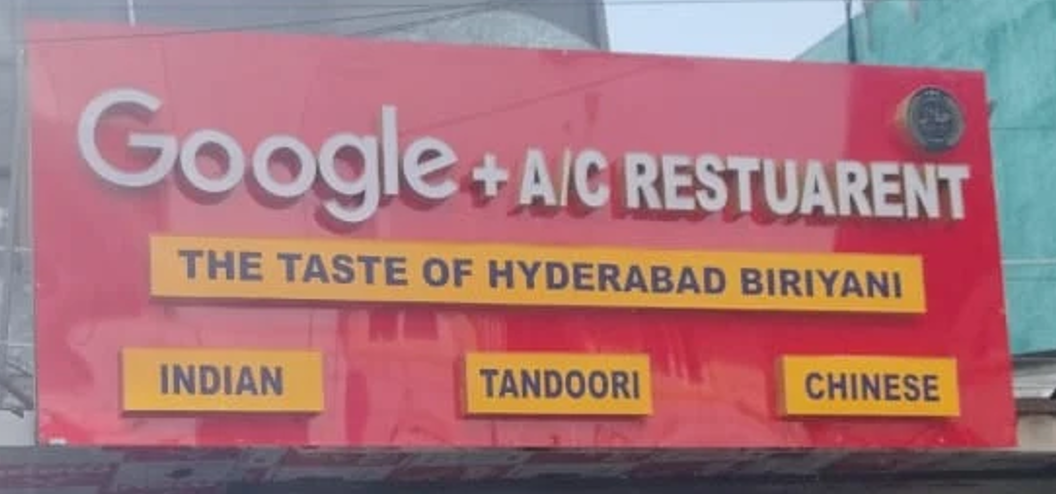 Google + A/C RESTUARENT
THE TASTE OF HYDERABAD BIRIYANI
INDIAN TANDOORI CHINESE